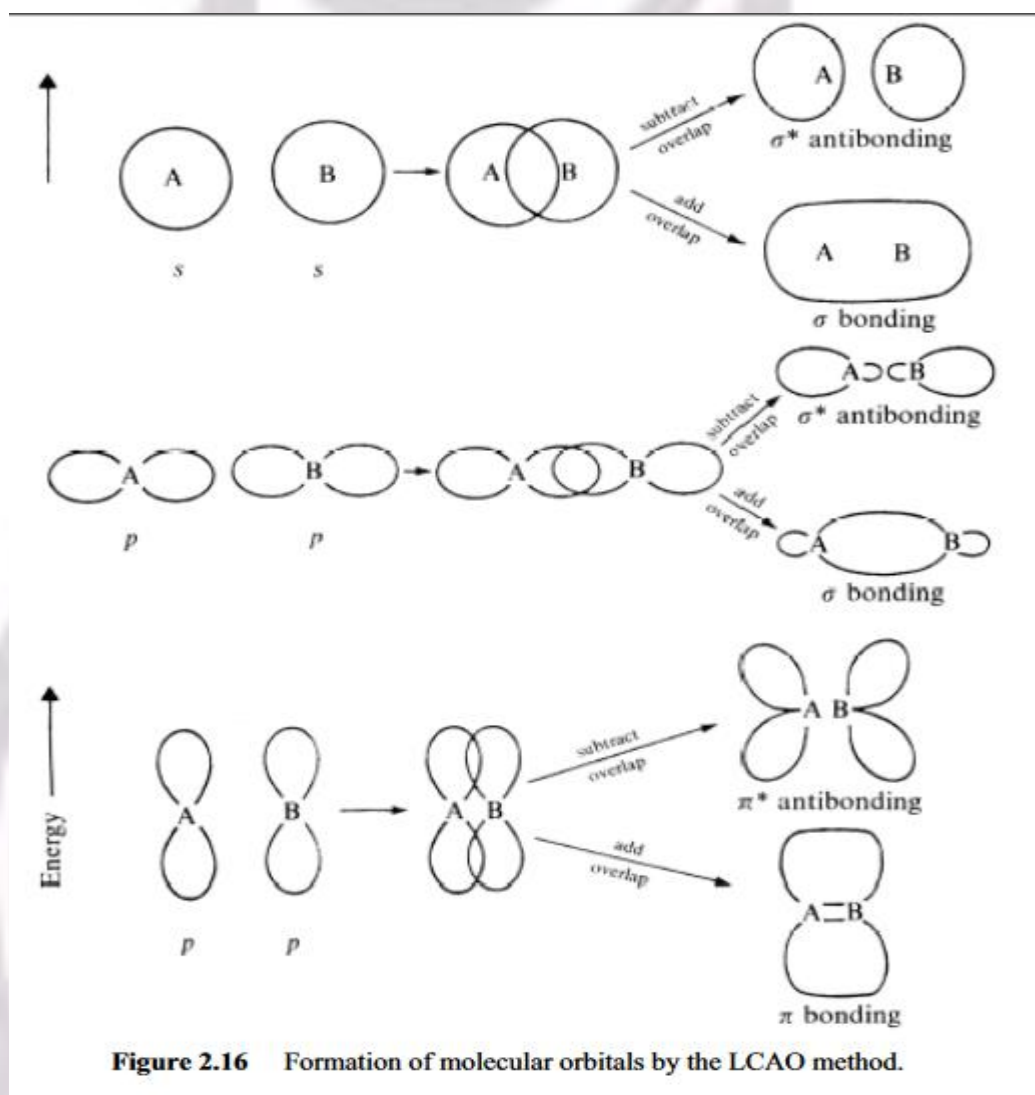 A B
subtract
overlap
σ* antibonding
A B A B
add
overlap
A B
s s
σ bonding
A B
subtract
overlap
σ* antibonding
A B A B
add
overlap
A B
p p
σ bonding
A B
subtract
overlap
π* antibonding
Energy
A B A B
add
overlap
A B
p p
π bonding
Figure 2.16 Formation of molecular orbitals by the LCAO method.